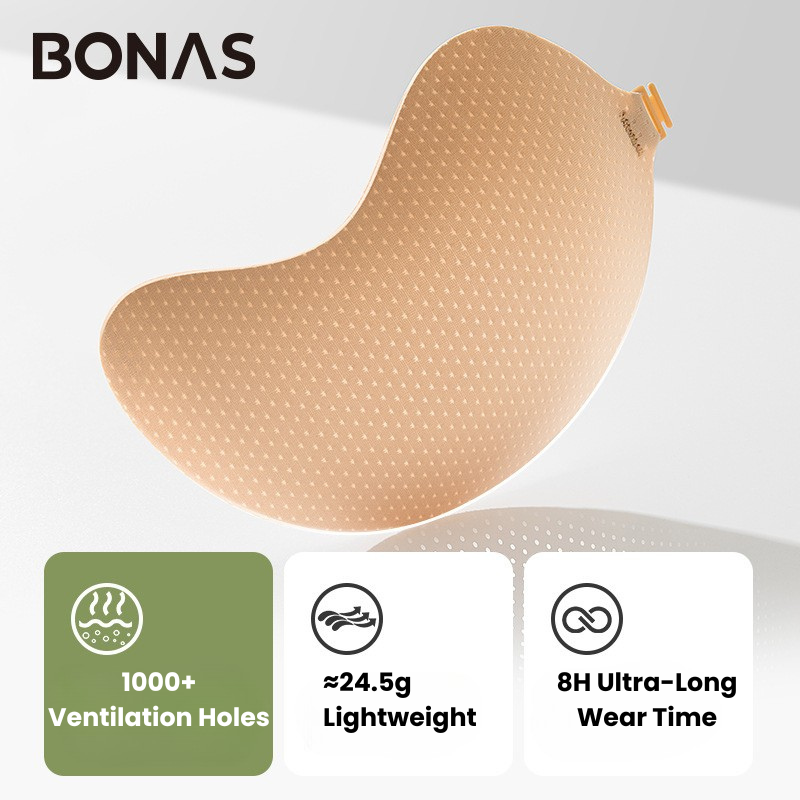 BONAS
1000+
Ventilation Holes
≈24.5g
Lightweight
8H Ultra-Long
Wear Time